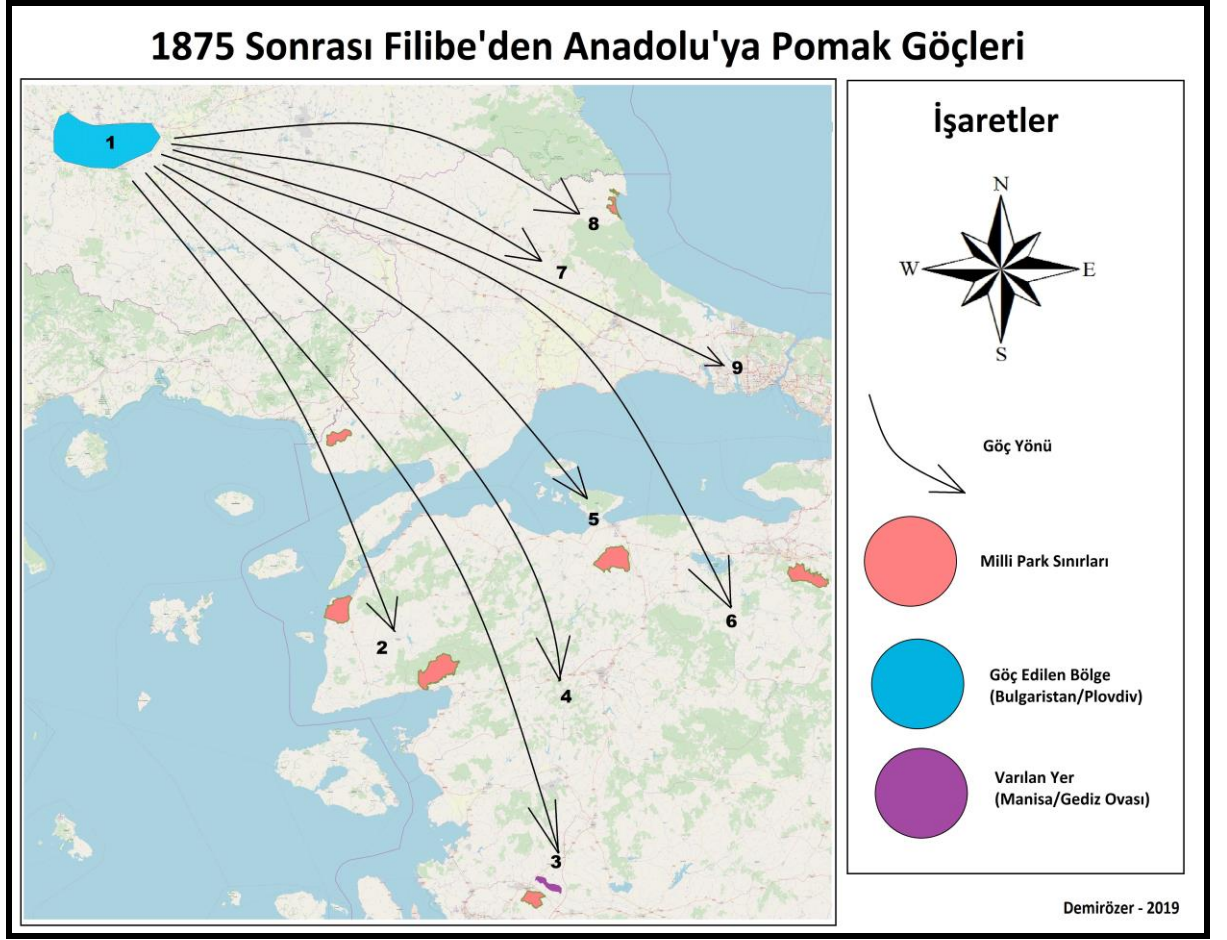 1875 Sonrası Filibe'den Anadolu'ya Pomak Göçleri
1
8
7
9
5
6
2
4
3
İşaretler
N
W
E
S
Göç Yönü
Milli Park Sınırları
Göç Edilen Bölge
(Bulgaristan/Plovdiv)
Varılan Yer
(Manisa/Gediz Ovası)
Demirözer - 2019